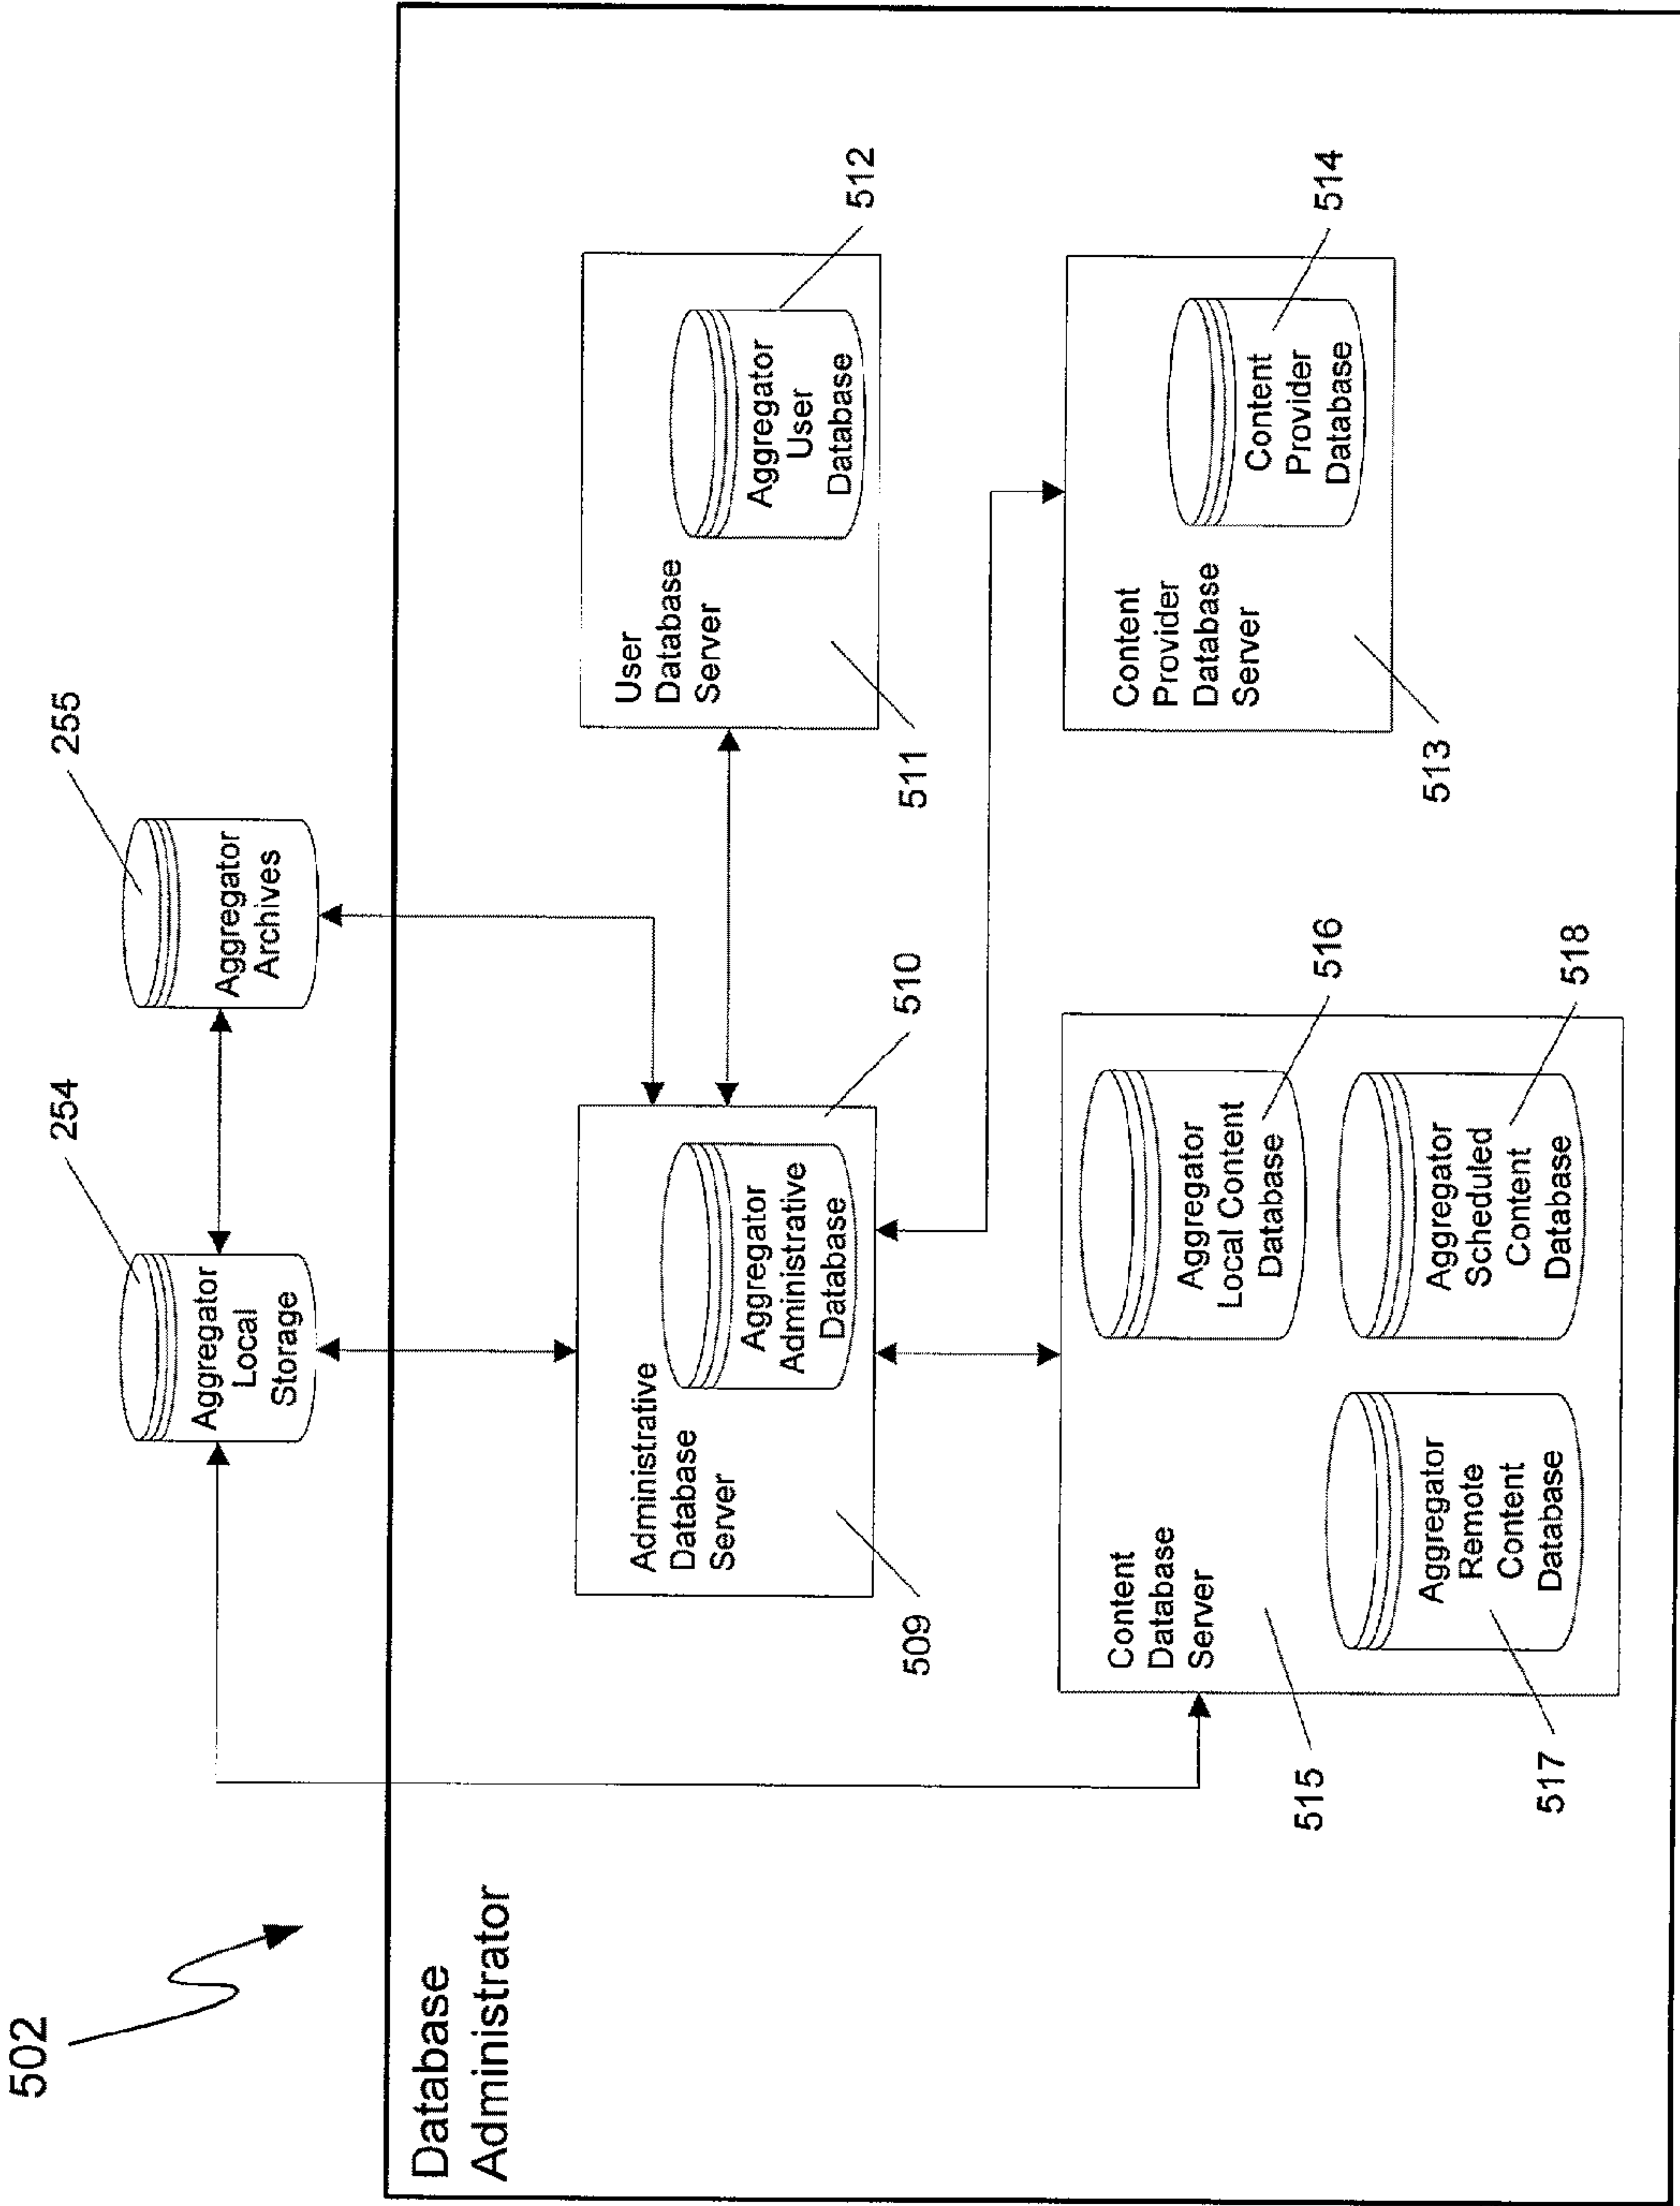 502
254
255
Aggregator
Local
Storage
Aggregator
Archives
Database
Administrator
Administrative
Database
Server
Aggregator
Administrative
Database
509
510
User
Database
Server
Aggregator
User
Database
511
512
Content
Database
Server
Aggregator
Local Content
Database
516
Aggregator
Remote
Content
Database
Aggregator
Scheduled
Content
Database
515
517
518
Content
Provider
Database
Server
Content
Provider
Database
513
514